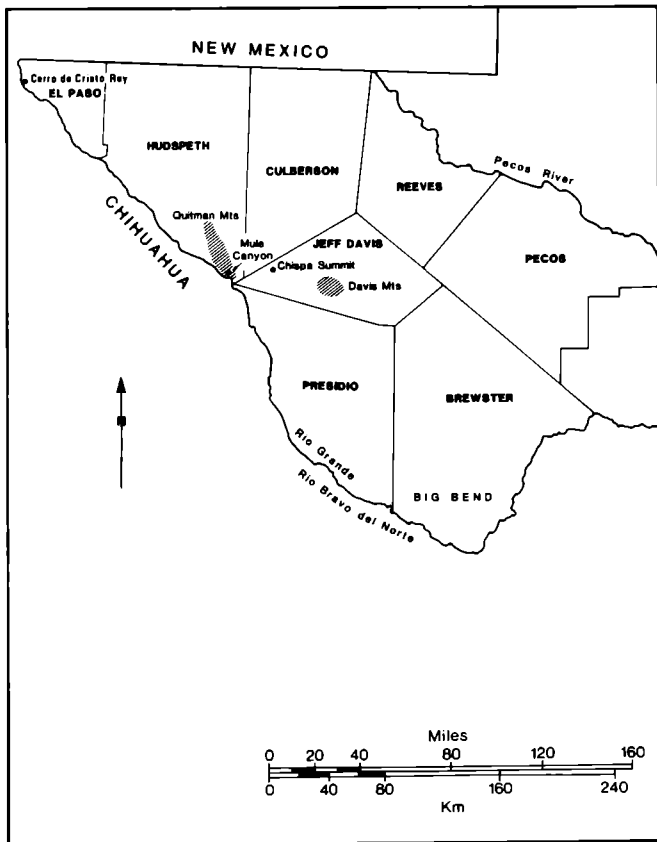 NEW MEXICO
Cerro de Cristo Rey
EL PASO
HUDSPETH
CULBERSON
REEVES
Pecos River
CHIHUAHUA
Quitman Mts
Mula
Canyon
JEFF DAVIS
Chispa Summit
Davis Mts
PECOS
PRESIDIO
BREWSTER
Rio Grande
Rio Bravo del Norte
BIG BEND
Miles
0 20 40 80 120 160
0 40 80 160 240
Km